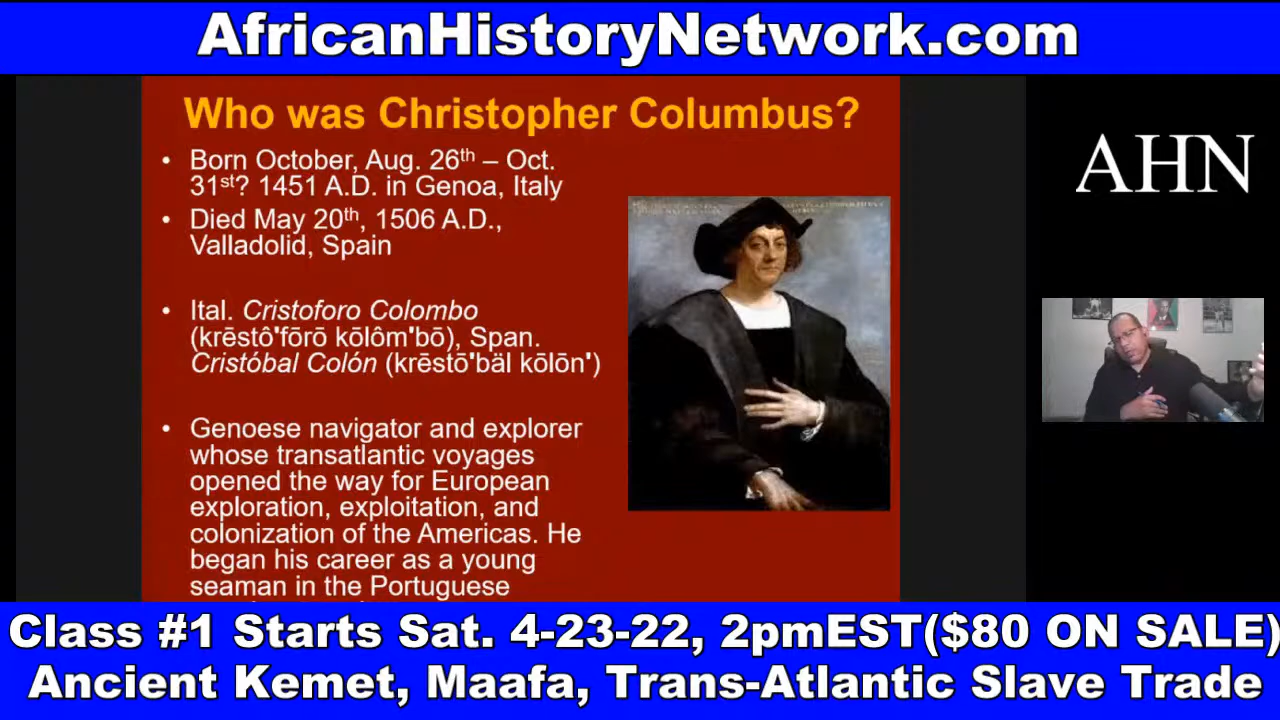 AfricanHistoryNetwork.com
Who was Christopher Columbus?
• Born October, Aug. 26th – Oct.
31st? 1451 A.D. in Genoa, Italy
• Died May 20th, 1506 A.D.,
Valladolid, Spain
• Ital. Cristoforo Colombo
(krēstô'fōrō kōlôm'bō), Span.
Cristóbal Colón (krēstō'bäl kōlōn')
• Genoese navigator and explorer
whose transatlantic voyages
opened the way for European
exploration, exploitation, and
colonization of the Americas. He
began his career as a young
seaman in the Portuguese
AHN
Class #1 Starts Sat. 4-23-22, 2pmEST($80 ON SALE)
Ancient Kemet, Maafa, Trans-Atlantic Slave Trade